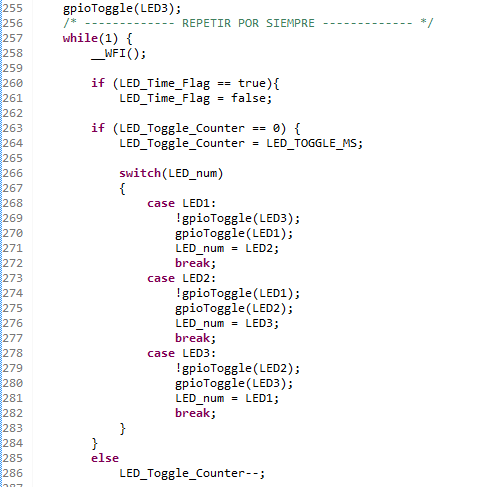 255 gpioToggle(LED3);
256 /* ------------- REPETIR POR SIEMPRE ------------- */
257 while(1) {
258 __WFI();
259
260 if (LED_Time_Flag == true){
261 LED_Time_Flag = false;
262
263 if (LED_Toggle_Counter == 0) {
264 LED_Toggle_Counter = LED_TOGGLE_MS;
265
266 switch(LED_num)
267 {
268 case LED1:
269 !gpioToggle(LED3);
270 gpioToggle(LED1);
271 LED_num = LED2;
272 break;
273 case LED2:
274 !gpioToggle(LED1);
275 gpioToggle(LED2);
276 LED_num = LED3;
277 break;
278 case LED3:
279 !gpioToggle(LED2);
280 gpioToggle(LED3);
281 LED_num = LED1;
282 break;
283 }
284 }
285 else
286 LED_Toggle_Counter--;
287